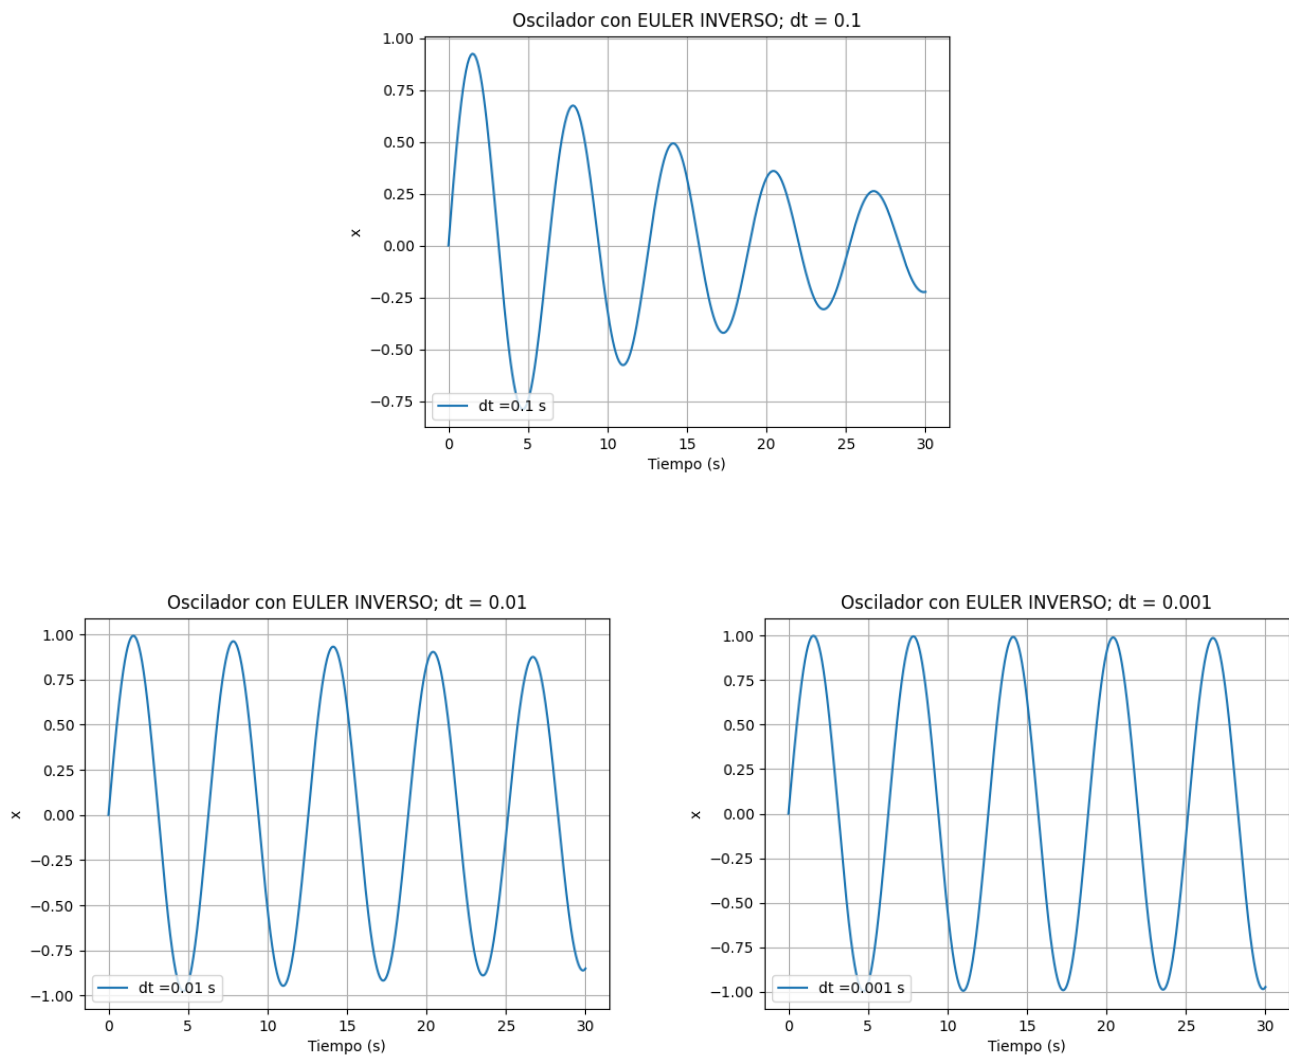 Oscilador con EULER INVERSO; dt = 0.1
1.00
0.75
0.50
0.25
0.00
−0.25
−0.50
−0.75
x
dt =0.1 s
0 5 10 15 20 25 30
Tiempo (s)
Oscilador con EULER INVERSO; dt = 0.01
1.00
0.75
0.50
0.25
0.00
−0.25
−0.50
−0.75
−1.00
x
dt =0.01 s
0 5 10 15 20 25 30
Tiempo (s)
Oscilador con EULER INVERSO; dt = 0.001
1.00
0.75
0.50
0.25
0.00
−0.25
−0.50
−0.75
−1.00
x
dt =0.001 s
0 5 10 15 20 25 30
Tiempo (s)